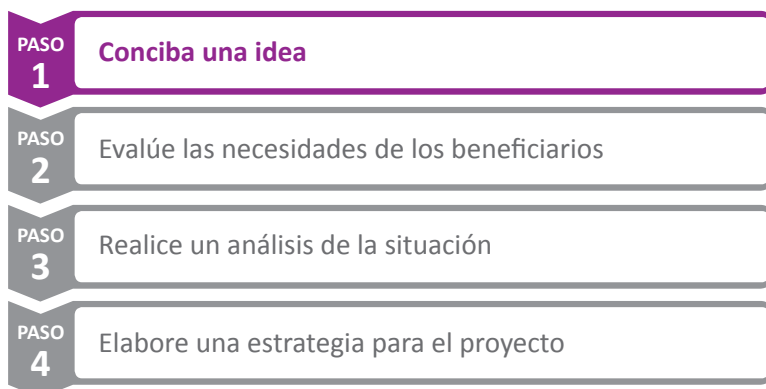 PASO
1
Conciba una idea
PASO
2
Evalúe las necesidades de los beneficiarios
PASO
3
Realice un análisis de la situación
PASO
4
Elabore una estrategia para el proyecto